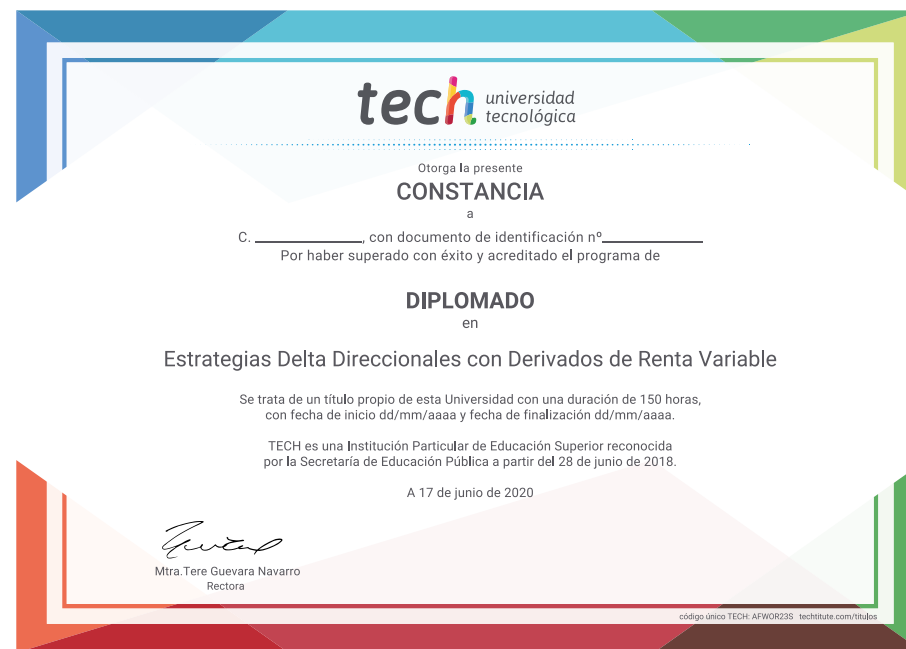 tech universidad
tecnológica
Otorga la presente
CONSTANCIA
a
C. ____________, con documento de identificación nº____________
Por haber superado con éxito y acreditado el programa de
DIPLOMADO
en
Estrategias Delta Direccionales con Derivados de Renta Variable
Se trata de un título propio de esta Universidad con una duración de 150 horas,
con fecha de inicio dd/mm/aaaa y fecha de finalización dd/mm/aaaa.
TECH es una Institución Particular de Educación Superior reconocida
por la Secretaría de Educación Pública a partir del 28 de junio de 2018.
A 17 de junio de 2020
Mtra.Tere Guevara Navarro
Rectora
código único TECH: AFWOR23S techtitute.com/titulos